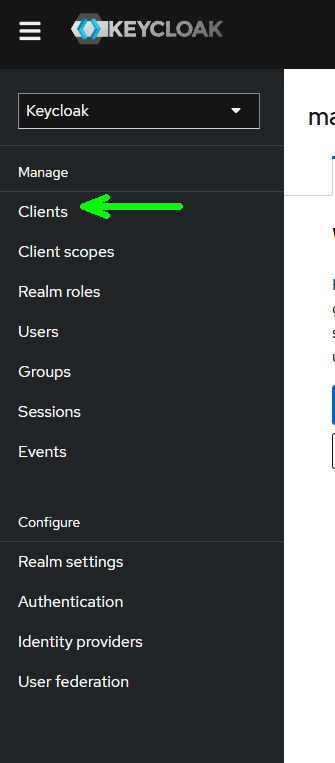 KEYCLOAK
Keycloak
ma
Manage
Clients
Client scopes
Realm roles
Users
Groups
Sessions
Events
Configure
Realm settings
Authentication
Identity providers
User federation